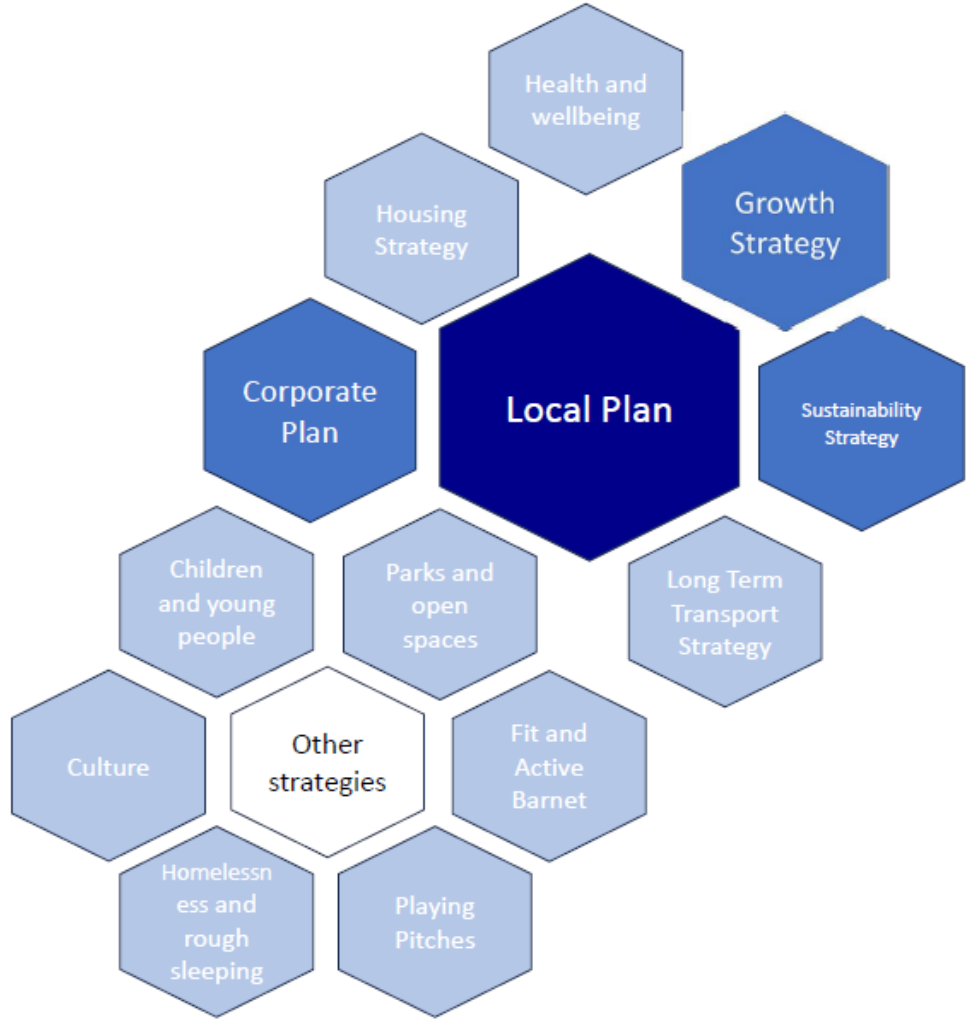 Health and
wellbeing
Growth
Strategy
Housing
Strategy
Local Plan
Corporate
Plan
Sustainability
Strategy
Children
and young
people
Parks and
open
spaces
Long Term
Transport
Strategy
Culture
Other
strategies
Fit and
Active
Barnet
Homelessn
ess and
rough
sleeping
Playing
Pitches